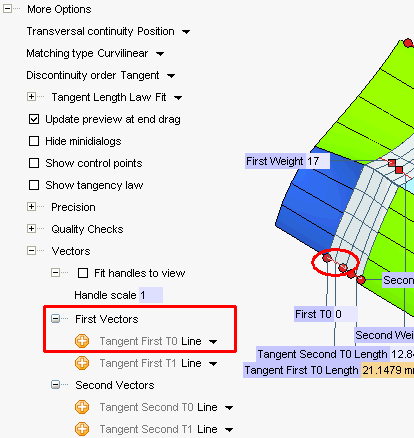 More Options
Transversal continuity Position
Matching type Curvilinear
Discontinuity order Tangent
Tangent Length Law Fit
Update preview at end drag
Hide minidialogs
Show control points
Show tangency law
Precision
Quality Checks
Vectors
Fit handles to view
Handle scale 1
First Vectors
Tangent First T0 Line
Tangent First T1 Line
Second Vectors
Tangent Second T0 Line
Tangent Second T1 Line
First Weight 17
Secon
First T0 0
Second Wei
Tangent Second T0 Length 12.84
Tangent First T0 Length 21.1479 mm